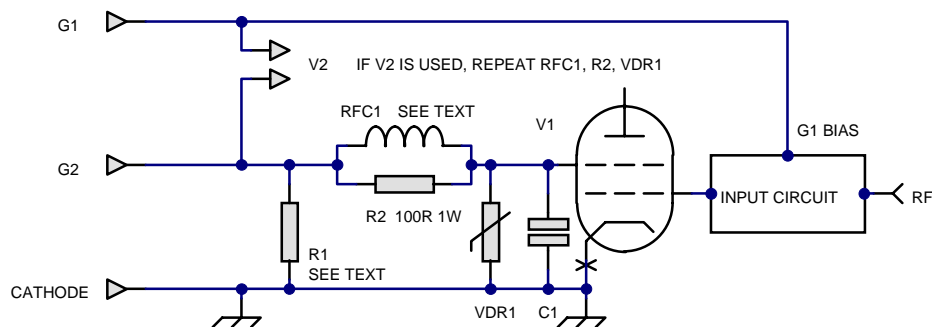 G1
V2 IF V2 IS USED, REPEAT RFC1, R2, VDR1
RFC1 SEE TEXT
V1
G1 BIAS
G2
INPUT CIRCUIT
RF
R2 100R 1W
R1
SEE TEXT
CATHODE
VDR1
C1